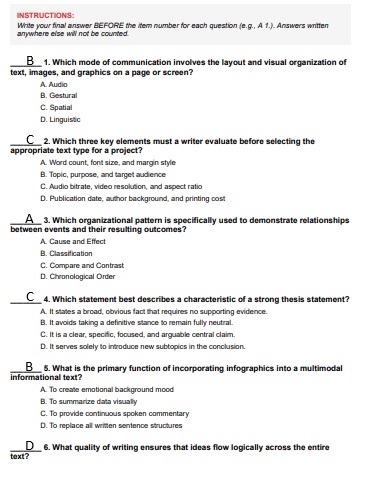 INSTRUCTIONS:
Write your final answer BEFORE the item number for each question (e.g., A 1.). Answers written
anywhere else will not be counted.
__B__ 1. Which mode of communication involves the layout and visual organization of
text, images, and graphics on a page or screen?
A. Audio
B. Gestural
C. Spatial
D. Linguistic
__C__ 2. Which three key elements must a writer evaluate before selecting the
appropriate text type for a project?
A. Word count, font size, and margin style
B. Topic, purpose, and target audience
C. Audio bitrate, video resolution, and aspect ratio
D. Publication date, author background, and printing cost
__A__ 3. Which organizational pattern is specifically used to demonstrate relationships
between events and their resulting outcomes?
A. Cause and Effect
B. Classification
C. Compare and Contrast
D. Chronological Order
__C__ 4. Which statement best describes a characteristic of a strong thesis statement?
A. It states a broad, obvious fact that requires no supporting evidence.
B. It avoids taking a definitive stance to remain fully neutral.
C. It is a clear, specific, focused, and arguable central claim.
D. It serves solely to introduce new subtopics in the conclusion.
__B__ 5. What is the primary function of incorporating infographics into a multimodal
informational text?
A. To create emotional background mood
B. To summarize data visually
C. To provide continuous spoken commentary
D. To replace all written sentence structures
__D__ 6. What quality of writing ensures that ideas flow logically across the entire
text?